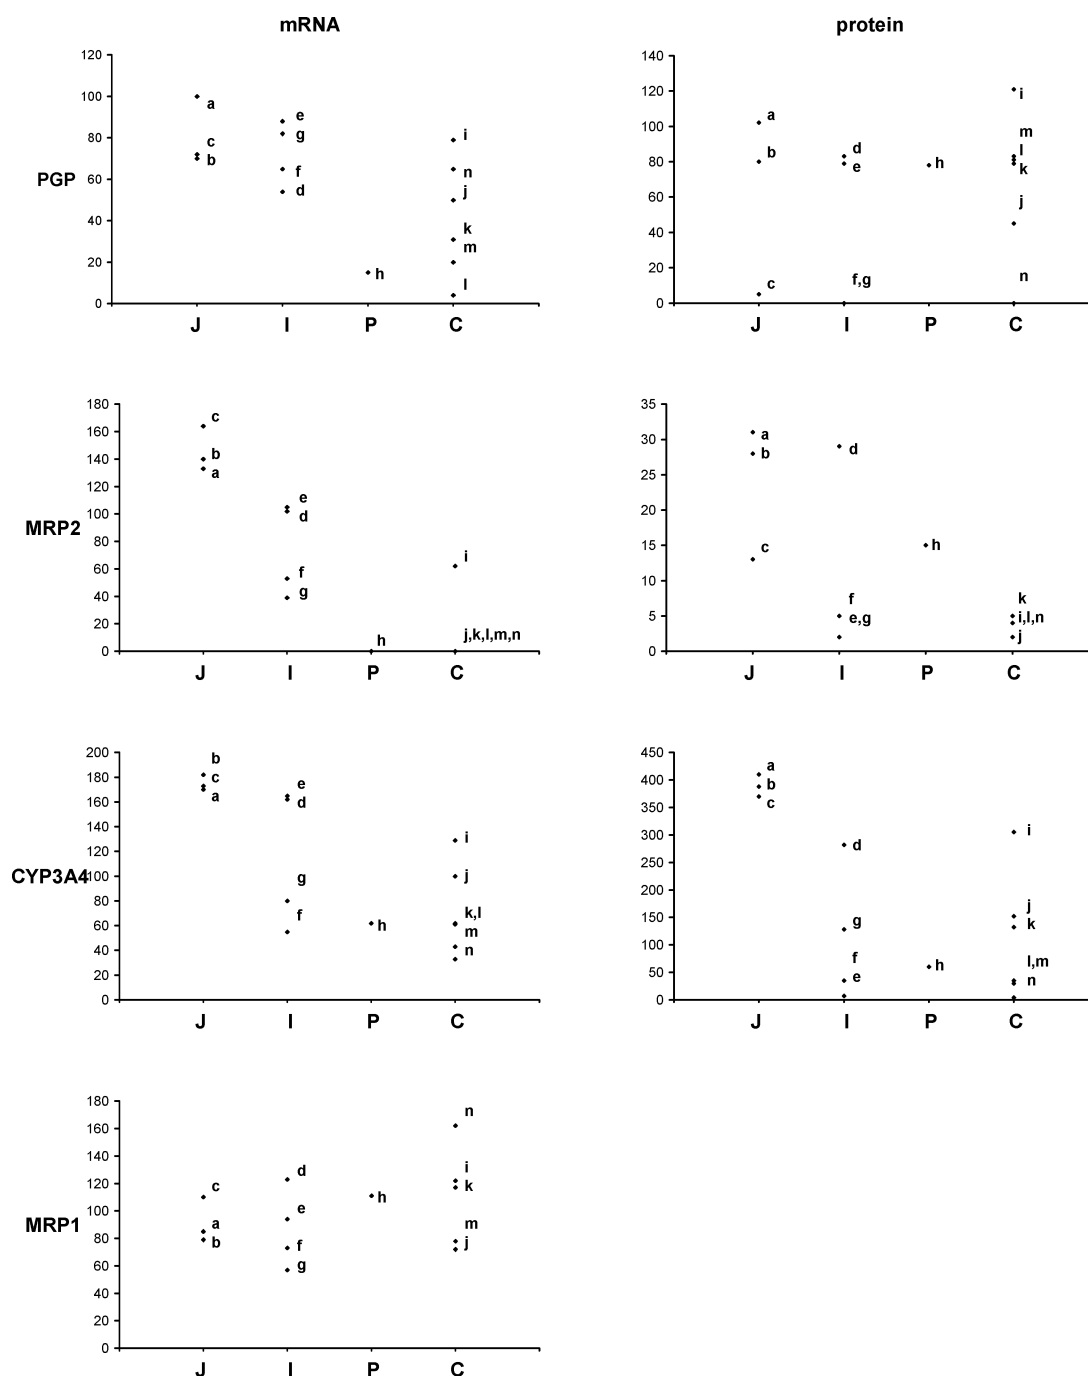 mRNA
protein
PGP
120
100
80
60
40
20
0
a
c
b
e
g
f
d
h
i
n
j
k
m
l
J I P C
140
120
100
80
60
40
20
0
a
b
c
d
e
f,g
h
i
m
l
k
j
n
J I P C
MRP2
180
160
140
120
100
80
60
40
20
0
c
b
a
e
d
f
g
h
i
j,k,l,m,n
J I P C
35
30
25
20
15
10
5
0
a
b
c
d
f
e,g
h
k
i,l,n
j
J I P C
CYP3A4
200
180
160
140
120
100
80
60
40
20
0
b
c
a
e
d
g
f
h
i
j
k,l
m
n
J I P C
450
400
350
300
250
200
150
100
50
0
a
b
c
d
g
f
e
h
i
j
k
l,m
n
J I P C
MRP1
180
160
140
120
100
80
60
40
20
0
c
a
b
d
e
f
g
h
n
i
k
m
j
J I P C